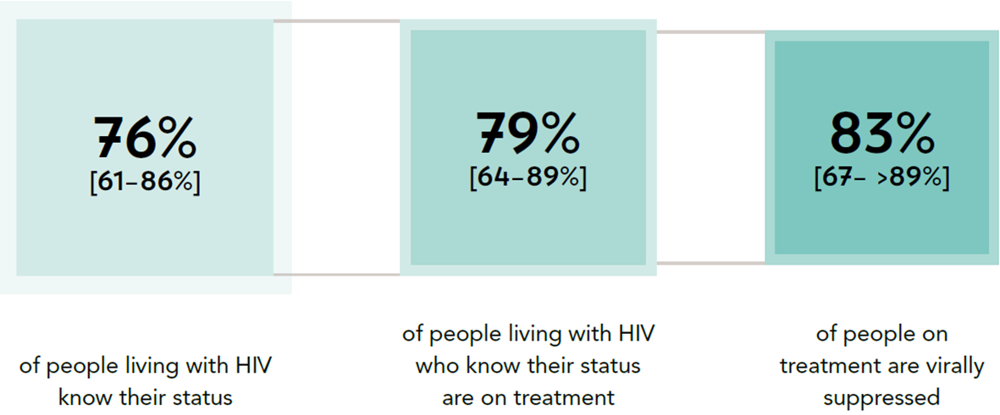 76%
[61–86%]
of people living with HIV
know their status
79%
[64–89%]
of people living with HIV
who know their status
are on treatment
83%
[67– >89%]
of people on
treatment are virally
suppressed